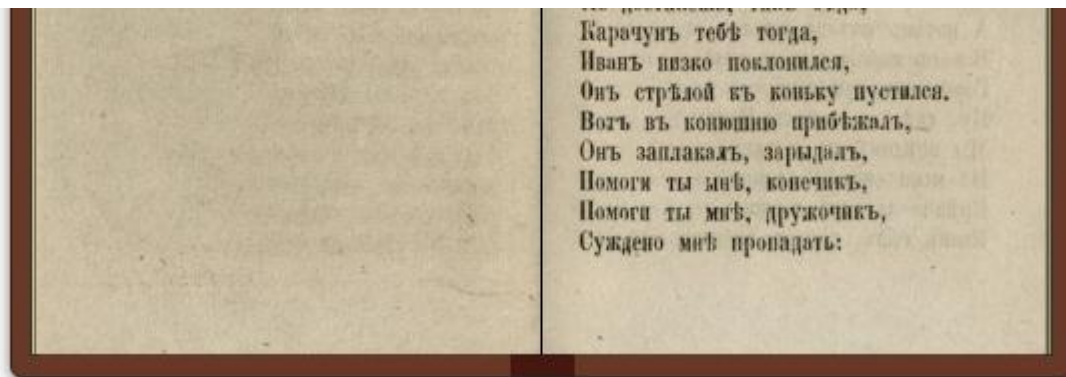 Карачунъ тебѣ тогда,
Иванъ низко поклонился,
Онъ стрѣлой къ коньку пустился.
Вотъ въ конюшню прибѣжалъ,
Онъ заплакалъ, зарыдалъ,
Помоги ты мнѣ, конечикъ,
Помоги ты мнѣ, дружочикъ,
Суждено мнѣ пропадать: